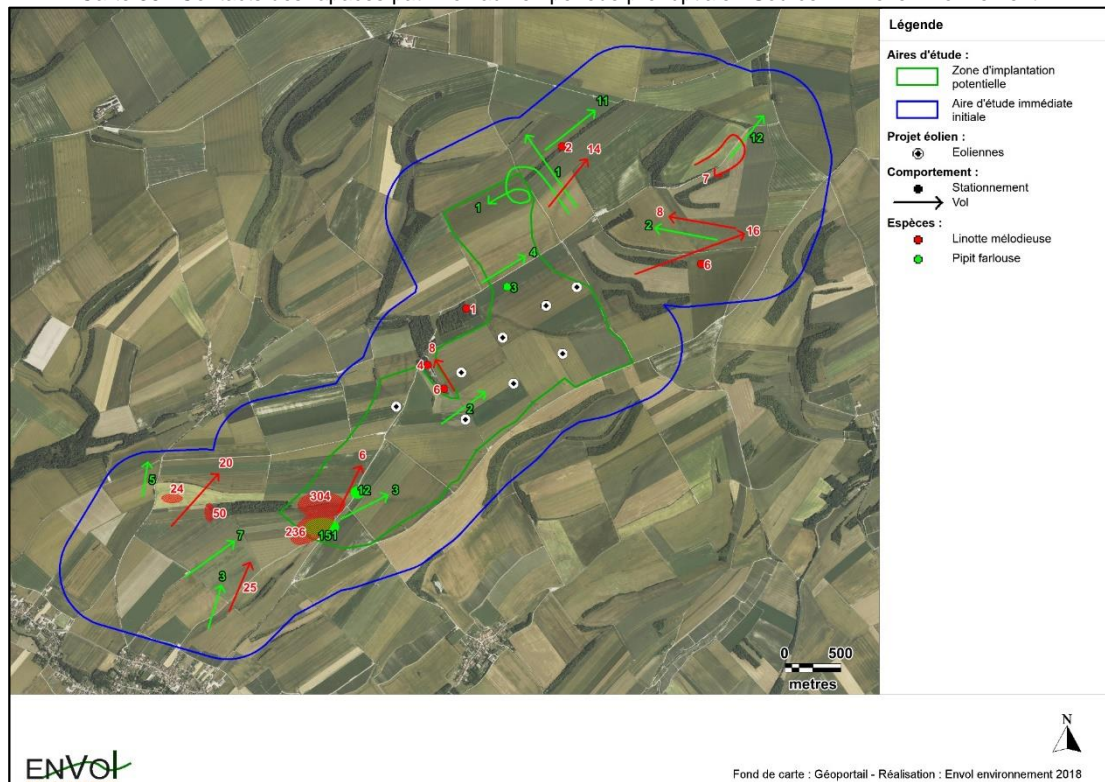 Légende
Aires d'étude :
Zone d'implantation
potentielle
Aire d'étude immédiate
initiale
Projet éolien :
Eoliennes
Comportement :
Stationnement
Vol
Espèces :
Linotte mélodieuse
Pipit farlouse
11
2
14
12
7
1
1
8
2
16
6
4
3
1
8
4
6
2
6
20
5
24
304
12
3
50
236
151
7
3
25
0 500
metres
N
ENVOl
Fond de carte : Géoportail - Réalisation : Envol environnement 2018